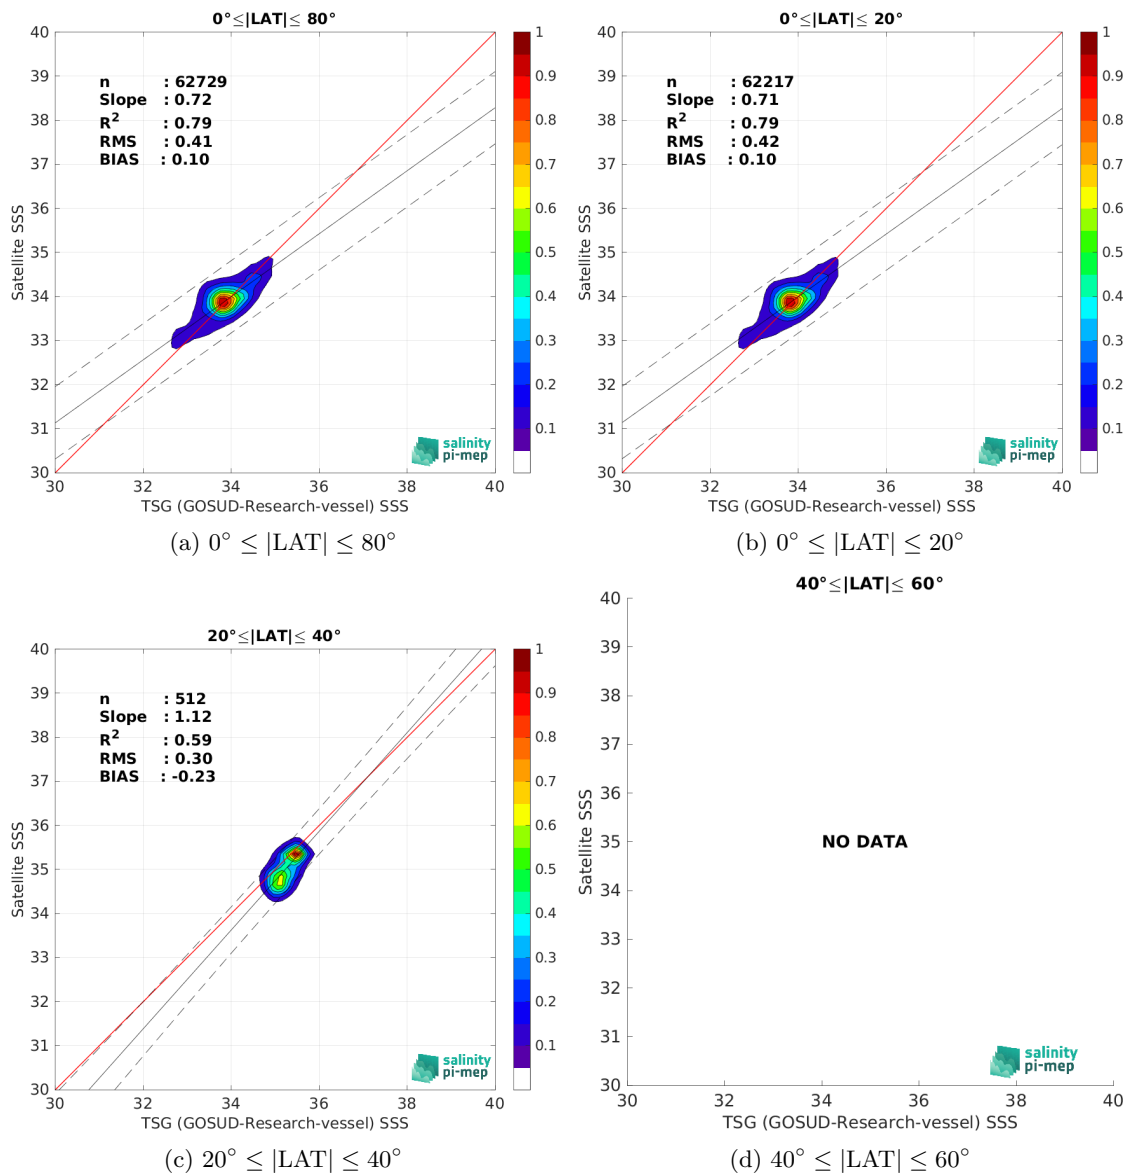 0°≤|LAT|≤ 80°
40
39
38
37
36
35
34
33
32
31
30
30 32 34 36 38 40
Satellite SSS
TSG (GOSUD-Research-vessel) SSS
n : 62729
Slope : 0.72
R² : 0.79
RMS : 0.41
BIAS : 0.10
1
0.9
0.8
0.7
0.6
0.5
0.4
0.3
0.2
0.1
salinity
pi-mep
(a) 0° ≤ |LAT| ≤ 80°
0°≤|LAT|≤ 20°
40
39
38
37
36
35
34
33
32
31
30
30 32 34 36 38 40
Satellite SSS
TSG (GOSUD-Research-vessel) SSS
n : 62217
Slope : 0.71
R² : 0.79
RMS : 0.42
BIAS : 0.10
1
0.9
0.8
0.7
0.6
0.5
0.4
0.3
0.2
0.1
salinity
pi-mep
(b) 0° ≤ |LAT| ≤ 20°
20°≤|LAT|≤ 40°
40
39
38
37
36
35
34
33
32
31
30
30 32 34 36 38 40
Satellite SSS
TSG (GOSUD-Research-vessel) SSS
n : 512
Slope : 1.12
R² : 0.59
RMS : 0.30
BIAS : -0.23
1
0.9
0.8
0.7
0.6
0.5
0.4
0.3
0.2
0.1
salinity
pi-mep
(c) 20° ≤ |LAT| ≤ 40°
40°≤|LAT|≤ 60°
40
39
38
37
36
35
34
33
32
31
30
30 32 34 36 38 40
Satellite SSS
TSG (GOSUD-Research-vessel) SSS
NO DATA
salinity
pi-mep
(d) 40° ≤ |LAT| ≤ 60°